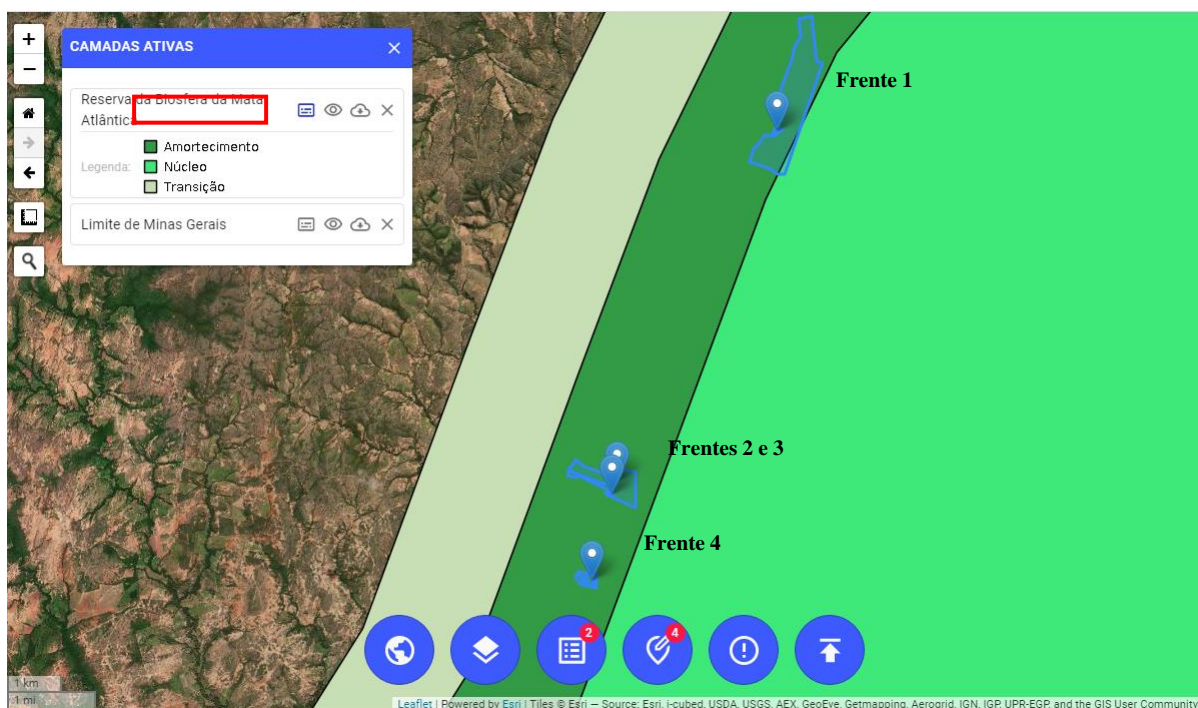 +
−
CAMADAS ATIVAS
Reserva da Biosfera da Mata
Atlântica
Legenda:
Amortecimento
Núcleo
Transição
Limite de Minas Gerais
Frente 1
Frentes 2 e 3
Frente 4
2
4
1 km
1 mi
Leaflet | Powered by Esri | Tiles © Esri — Source: Esri, i-cubed, USDA, USGS, AEX, GeoEye, Getmapping, Aerogrid, IGN, IGP, UPR-EGP, and the GIS User Community